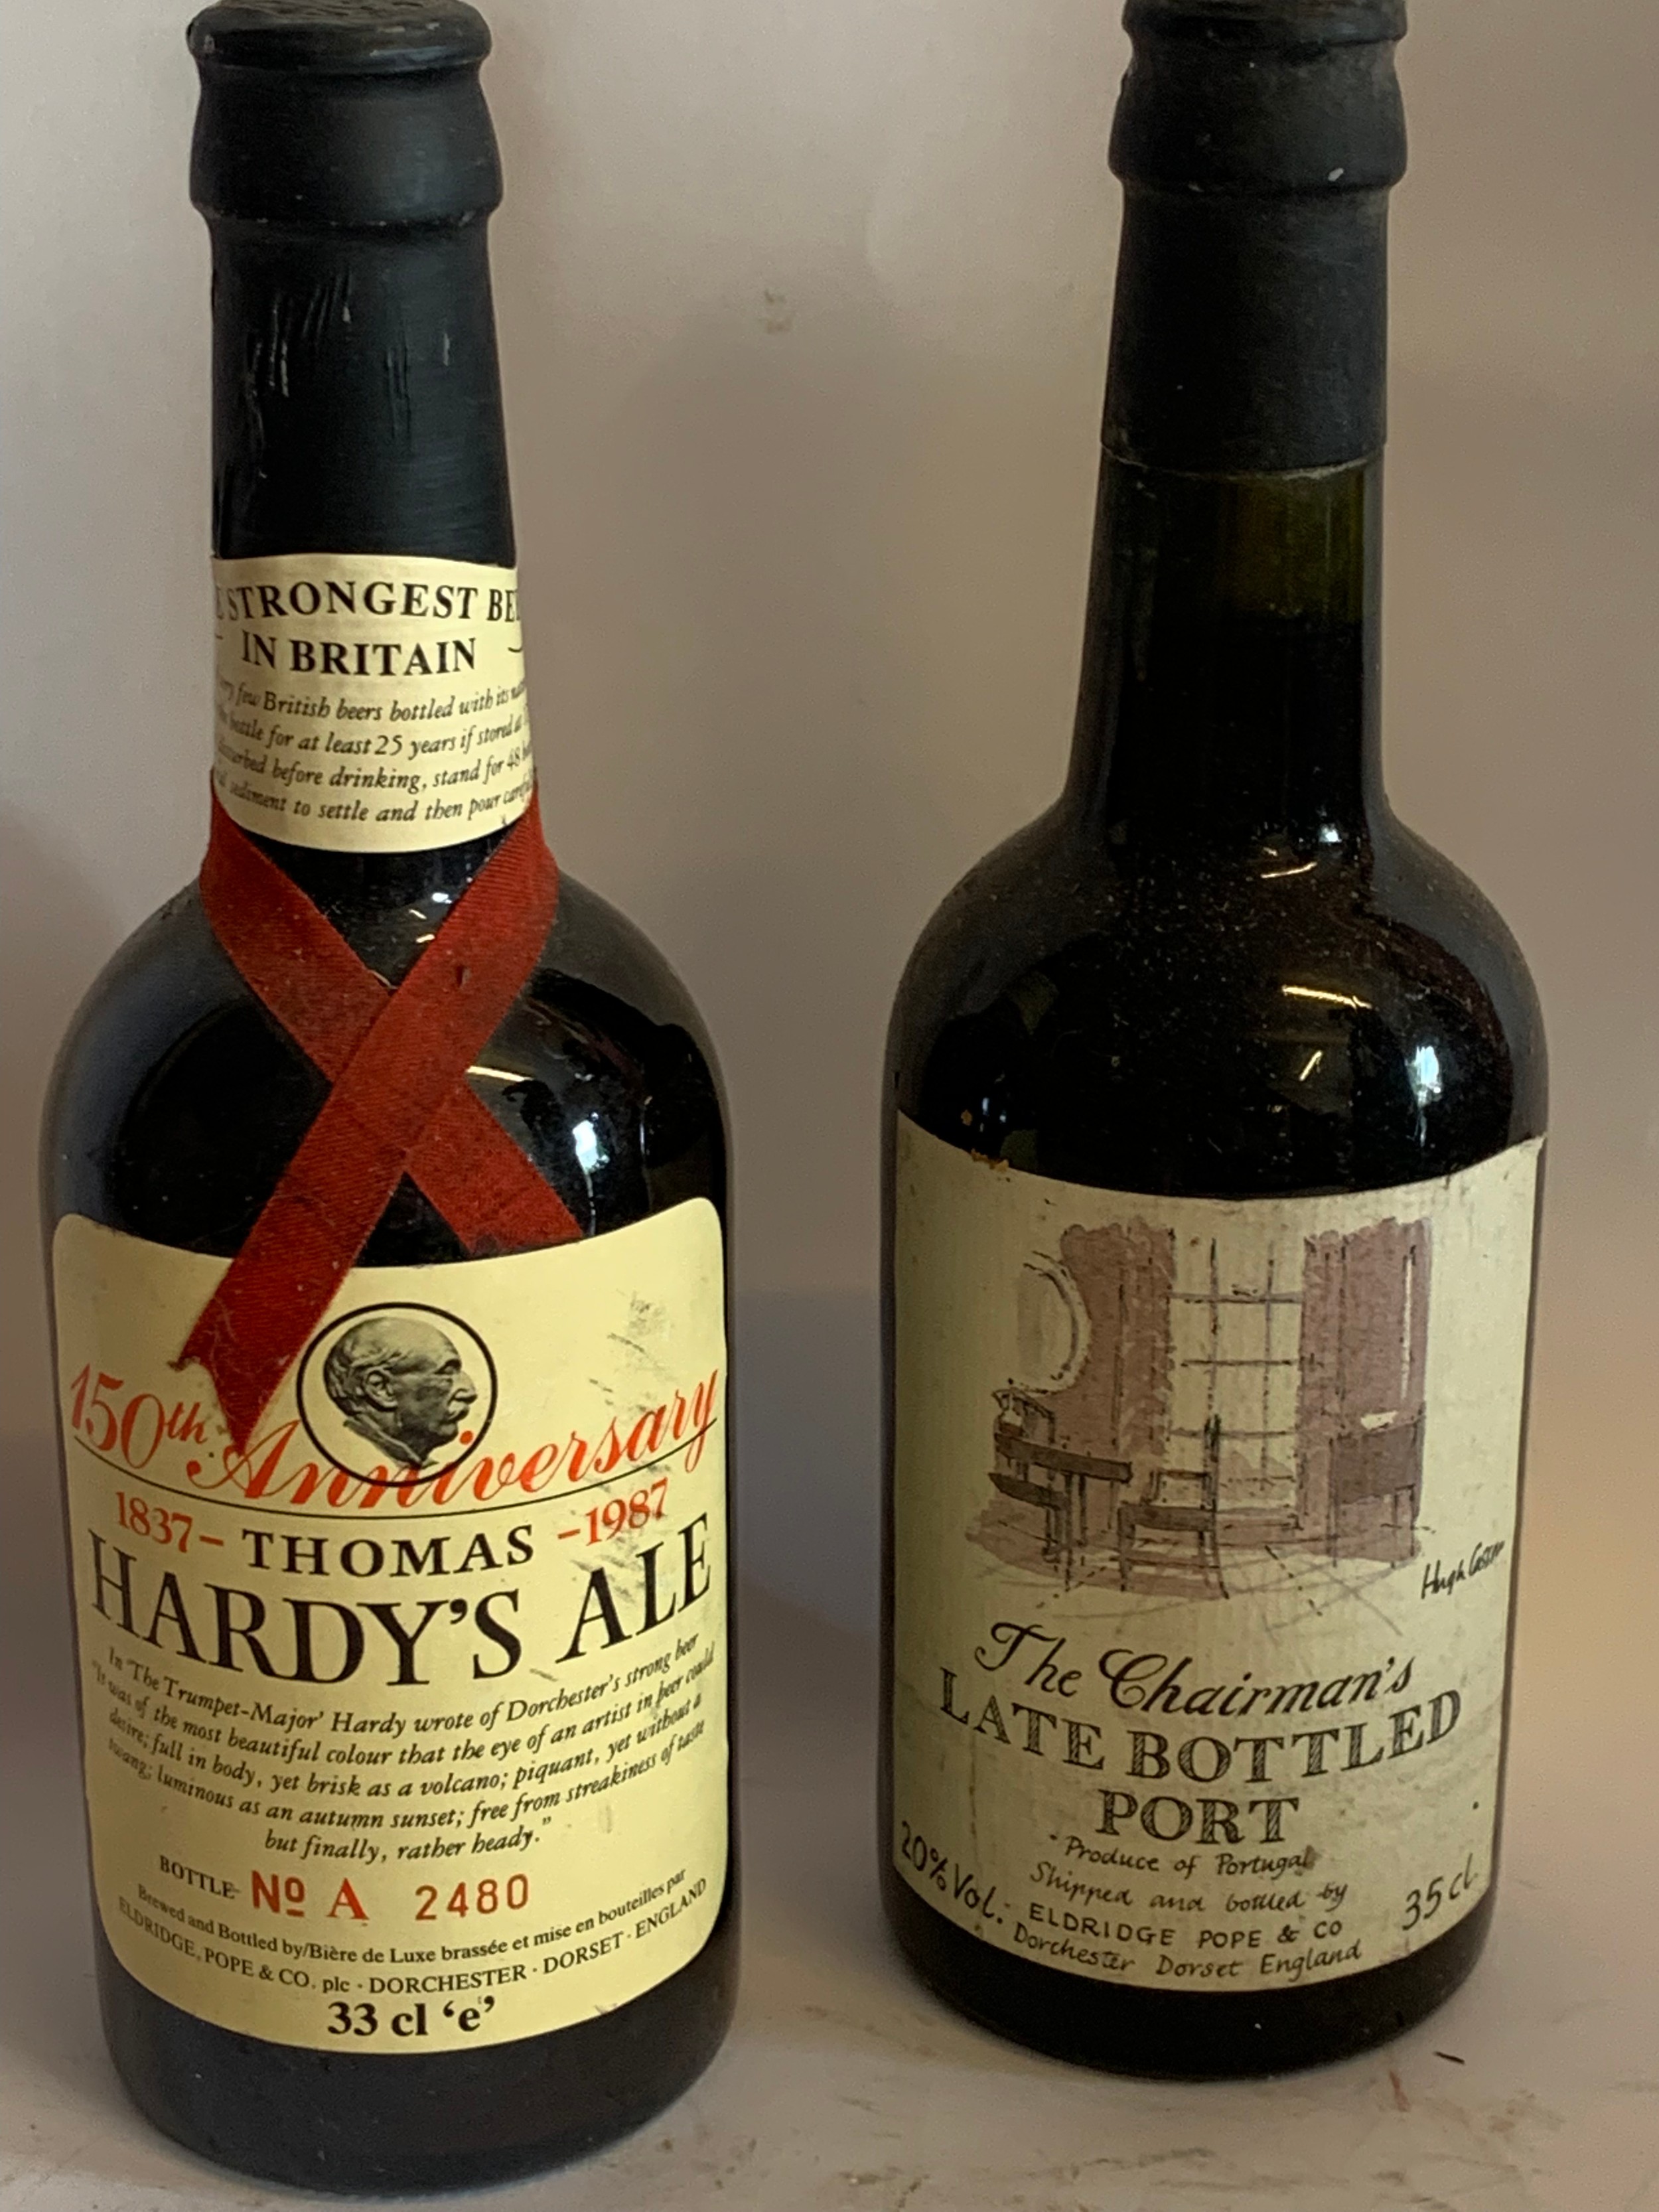 STRONGEST
IN BRITAIN
few British beers bottled with its
bottle for at least 25 years if stored at
before drinking, stand for 48
sediment to settle and then pour
150th Anniversary
1837- -1987
THOMAS
HARDY'S ALE
In 'The Trumpet-Major' Hardy wrote of Dorchester's strong beer
"It was of the most beautiful colour that the eye of an artist in beer could
desire; full in body, yet brisk as a volcano; piquant, yet without a
twang; luminous as an autumn sunset; free from streakiness of taste
but finally, rather heady."
BOTTLE No A 2480
Brewed and Bottled by/Bière de Luxe brassée et mise en bouteilles par
ELDRIDGE, POPE & CO. plc · DORCHESTER · DORSET · ENGLAND
33 cl 'e'
Hugh Casson
The Chairman's
LATE BOTTLED
PORT
Produce of Portugal
Shipped and bottled by
20% Vol. ELDRIDGE POPE & CO 35cl
Dorchester Dorset England